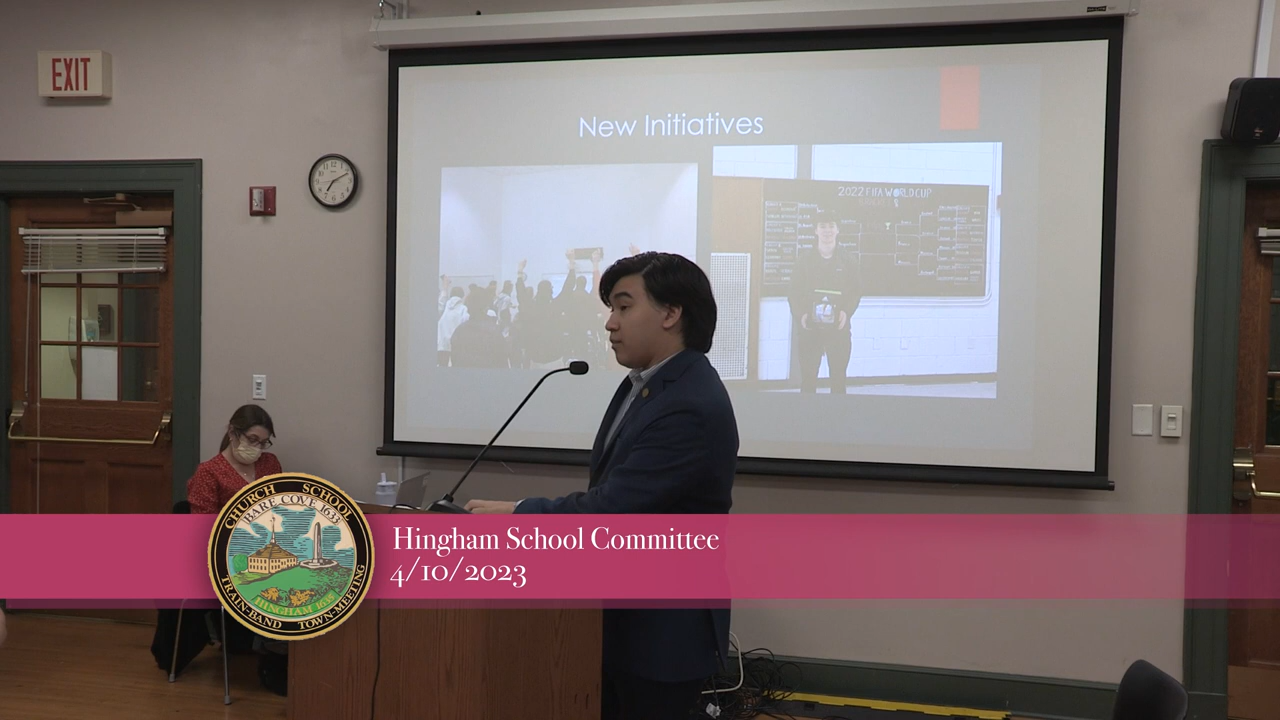 EXIT
New Initiatives
2022 FIFA WORLD CUP
CHURCH SCHOOL
BARE COVE 1633
HINGHAM 1635
TRAIN-BAND TOWN-MEETING
Hingham School Committee
4/10/2023